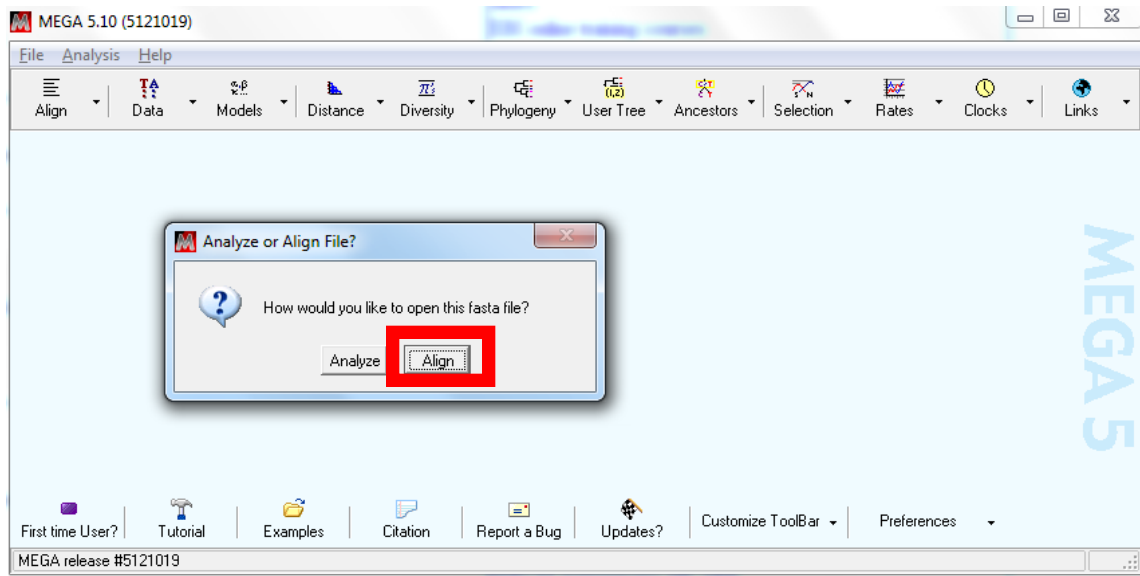 MEGA 5.10 (5121019)
File Analysis Help
Align Data Models Distance Diversity Phylogeny User Tree Ancestors Selection Rates Clocks Links
Analyze or Align File?
How would you like to open this fasta file?
Analyze Align
MEGA 5
First time User? Tutorial Examples Citation Report a Bug Updates? Customize ToolBar Preferences
MEGA release #5121019